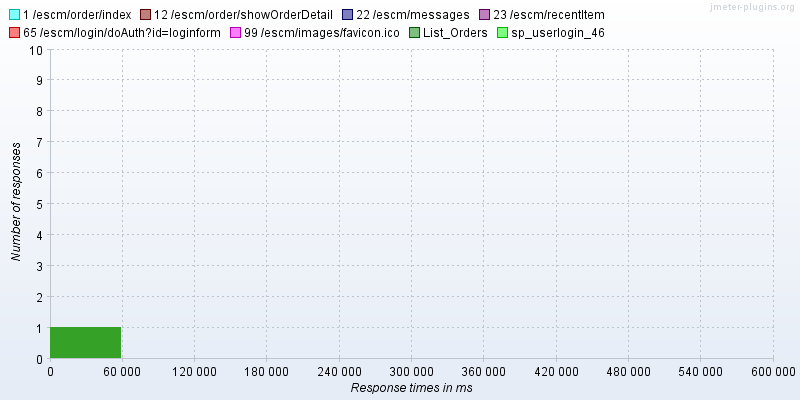 jmeter-plugins.org
1 /escm/order/index 12 /escm/order/showOrderDetail 22 /escm/messages 23 /escm/recentItem
65 /escm/login/doAuth?id=loginform 99 /escm/images/favicon.ico List_Orders sp_userlogin_46
10
9
8
7
6
5
4
3
2
1
0
Number of responses
0 60 000 120 000 180 000 240 000 300 000 360 000 420 000 480 000 540 000 600 000
Response times in ms